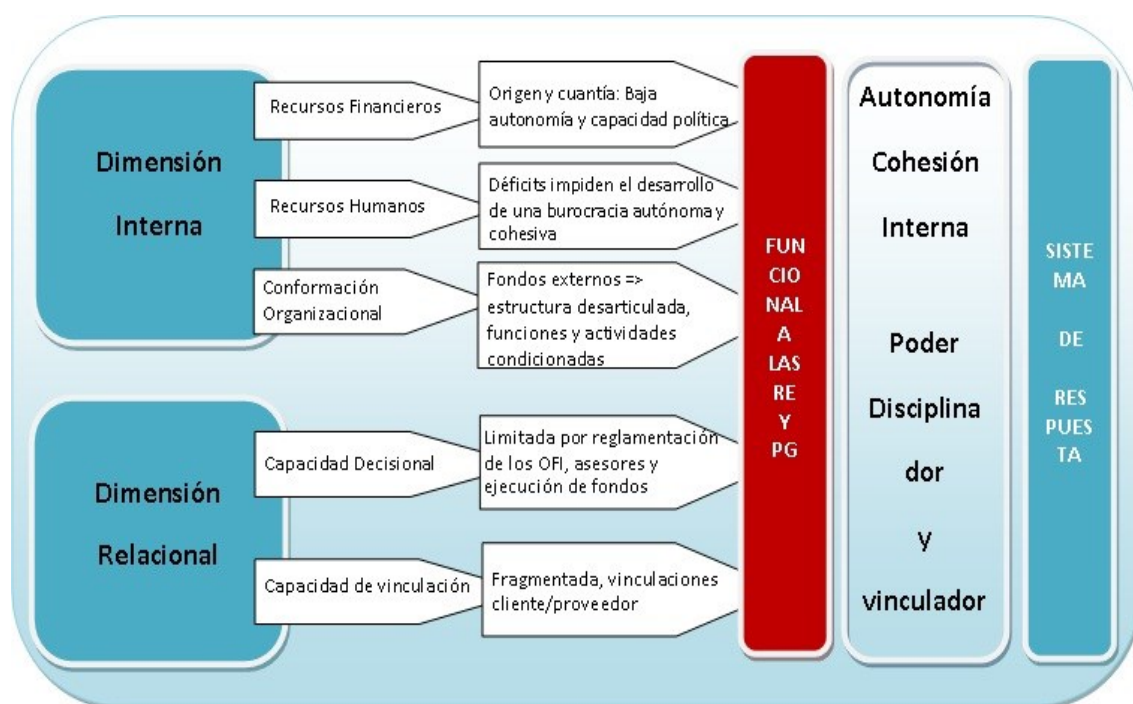 Dimensión
Interna
Recursos Financieros
Origen y cuantía: Baja
autonomía y capacidad política
Recursos Humanos
Déficits impiden el desarrollo
de una burocracia autónoma y
cohesiva
Conformación
Organizacional
Fondos externos =>
estructura desarticulada,
funciones y actividades
condicionadas
Dimensión
Relacional
Capacidad Decisional
Limitada por reglamentación
de los OFI, asesores y
ejecución de fondos
Capacidad de vinculación
Fragmentada, vinculaciones
cliente/proveedor
FUN
CIO
NAL
A
LAS
RE
Y
PG
Autonomía
Cohesión
Interna
Poder
Disciplina
dor
y
vinculador
SISTE
MA
DE
RES
PUES
TA